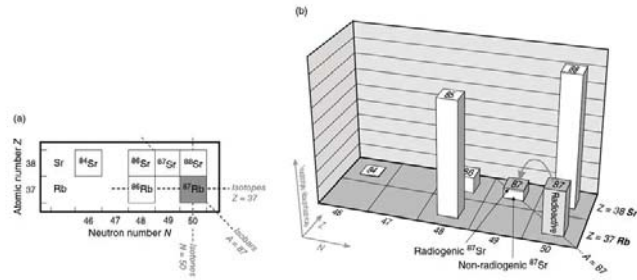 (a)
Atomic number Z
38 Sr ⁸⁴Sr ⁸⁶Sr ⁸⁷Sr ⁸⁸Sr
37 Rb ⁸⁵Rb ⁸⁷Rb
46 47 48 49 50
Neutron number N
Isotopes
Z = 37
Isobars
A = 87
Isotones
N = 50
(b)
84
85
86
87
87
88
Radioactive
46
47
48
49
50
Z
N
Z = 38 Sr
Z = 37 Rb
A = 87
Radiogenic ⁸⁷Sr
Non-radiogenic ⁸⁷Sr